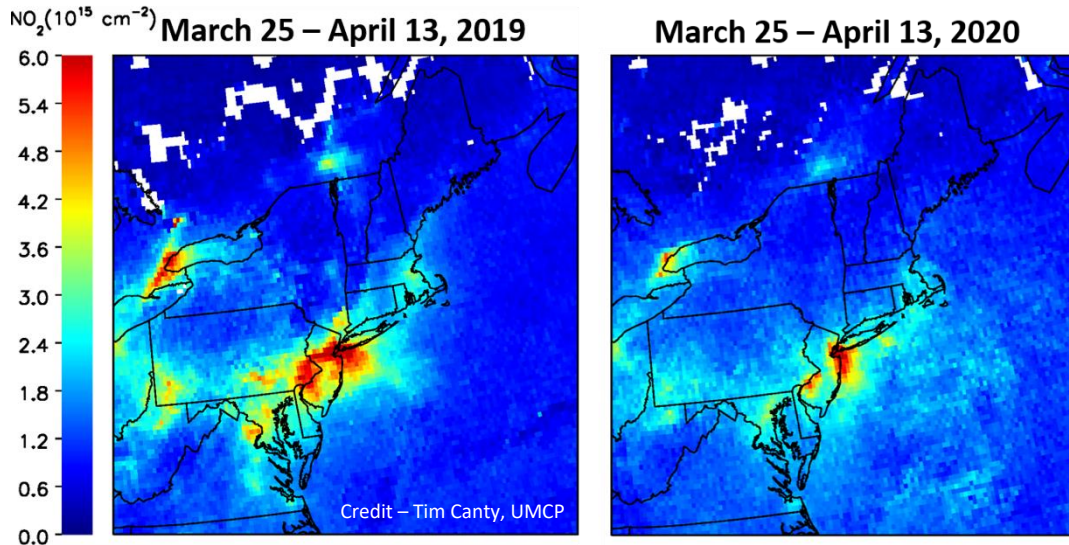 NO₂(10¹⁵ cm⁻²)
March 25 – April 13, 2019
March 25 – April 13, 2020
6.0
5.4
4.8
4.2
3.6
3.0
2.4
1.8
1.2
0.6
0.0
Credit – Tim Canty, UMCP